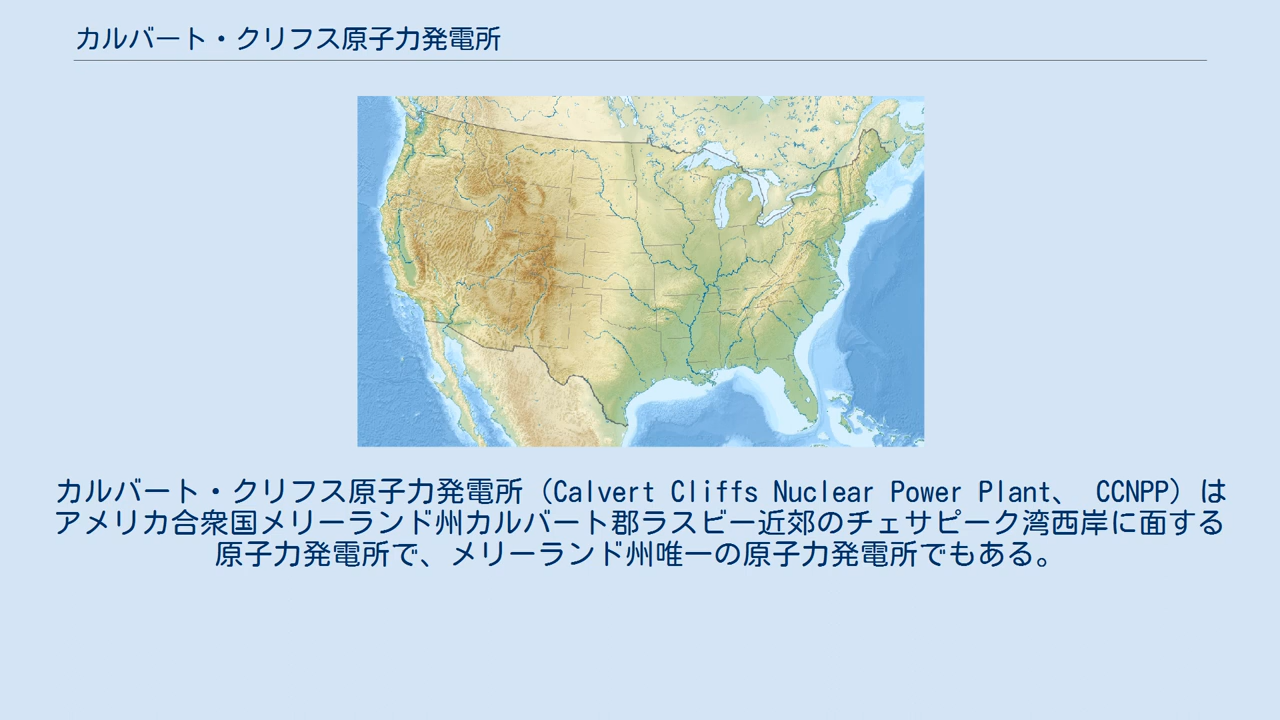 カルバート・クリフス原子力発電所
カルバート・クリフス原子力発電所（Calvert Cliffs Nuclear Power Plant、 CCNPP）は
アメリカ合衆国メリーランド州カルバート郡ラスビー近郊のチェサピーク湾西岸に面する
原子力発電所で、メリーランド州唯一の原子力発電所でもある。